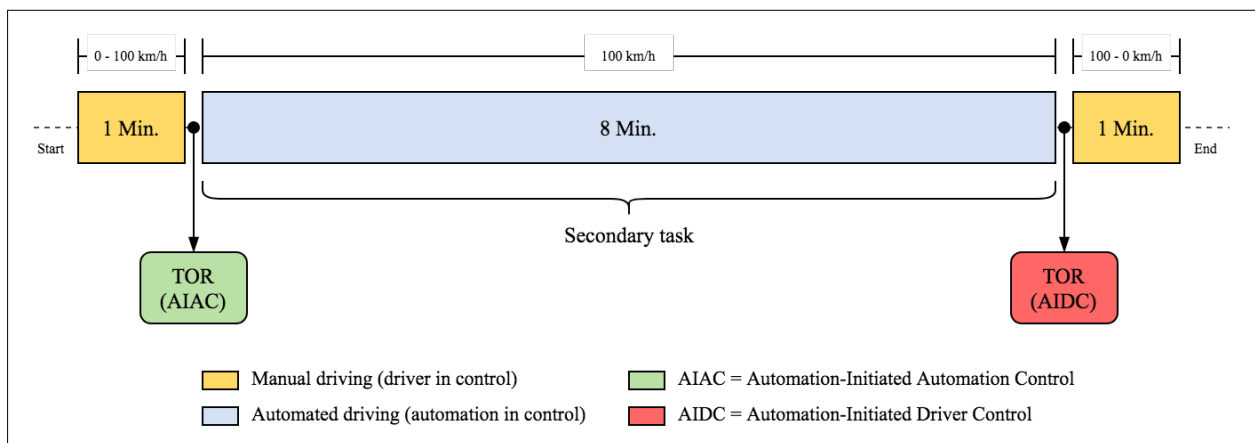 0 - 100 km/h
100 km/h
100 - 0 km/h
1 Min.
8 Min.
1 Min.
Start
End
Secondary task
TOR
(AIAC)
TOR
(AIDC)
Manual driving (driver in control)
AIAC = Automation-Initiated Automation Control
Automated driving (automation in control)
AIDC = Automation-Initiated Driver Control